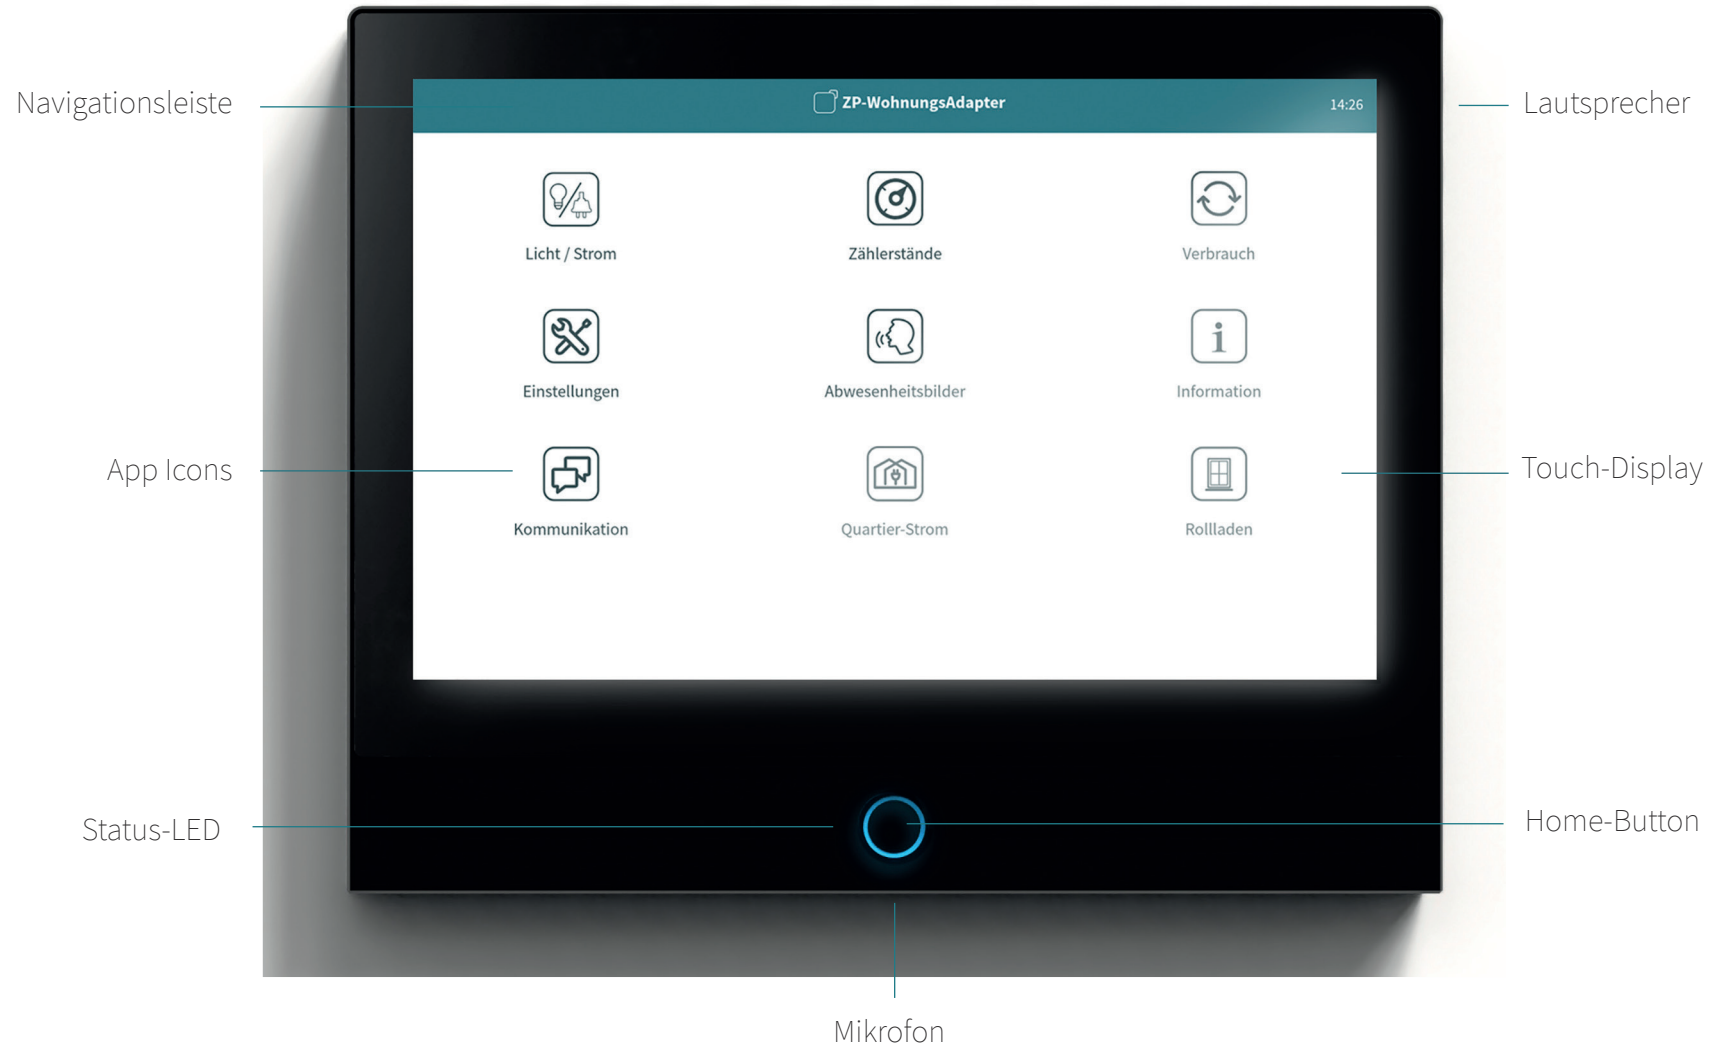 Navigationsleiste
ZP-WohnungsAdapter
14:26
Lautsprecher
Licht / Strom
Zählerstände
Verbrauch
Einstellungen
Abwesenheitsbilder
Information
App Icons
Touch-Display
Kommunikation
Quartier-Strom
Rollladen
Status-LED
Home-Button
Mikrofon